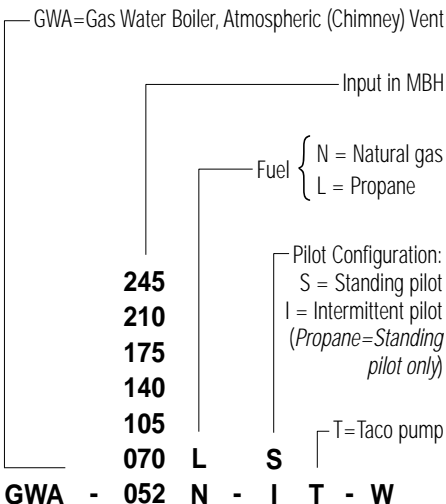 GWA=Gas Water Boiler, Atmospheric (Chimney) Vent
Input in MBH
Fuel
N = Natural gas
L = Propane
Pilot Configuration:
S = Standing pilot
I = Intermittent pilot
(Propane=Standing
pilot only)
T=Taco pump
245
210
175
140
105
070 L S
GWA - 052 N - I T - W